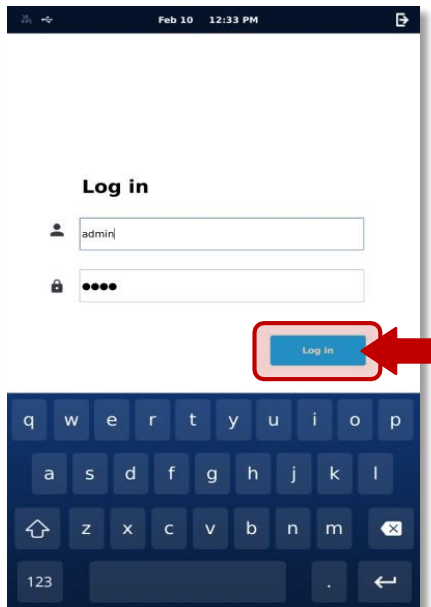 Feb 10 12:33 PM
Log in
admin
Log in
q w e r t y u i o p
a s d f g h j k l
z x c v b n m
123 .